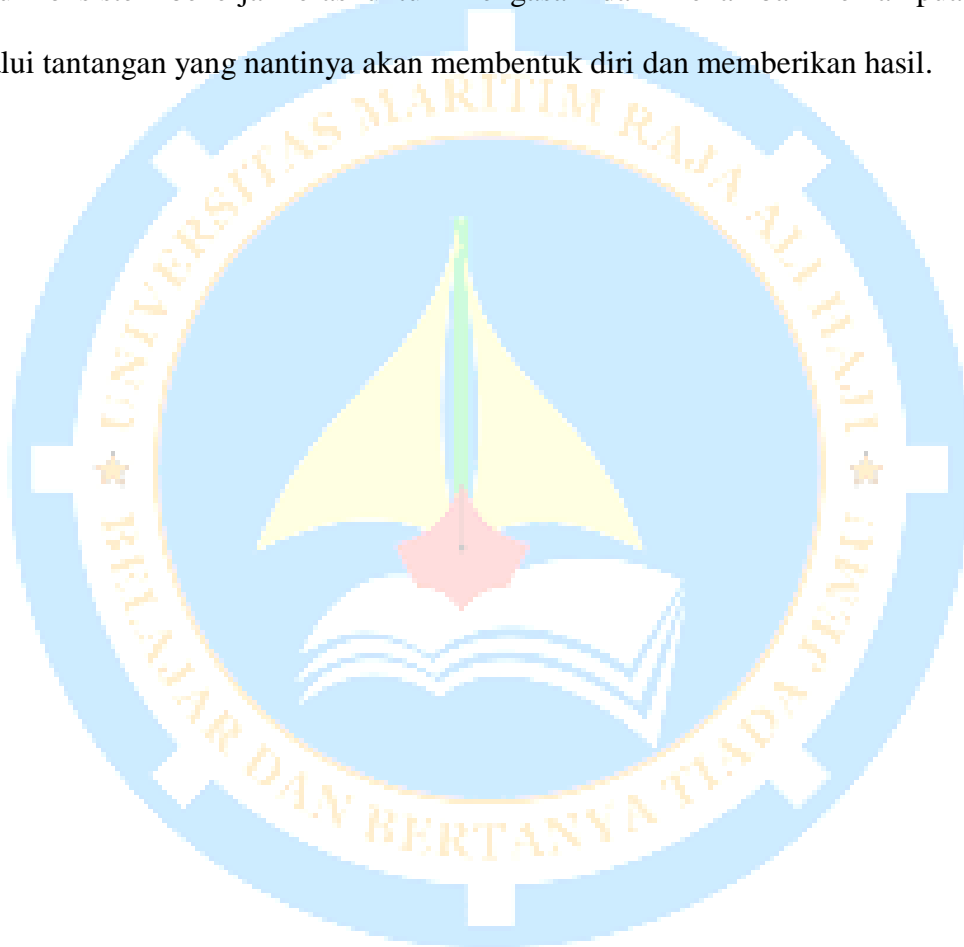 lui tantangan yang nantinya akan membentuk diri dan memberikan hasil.
UNIVERSITAS MARITIM RAJA ALI HAJI
BELAJAR DAN BERTANYA TIADA JEMU